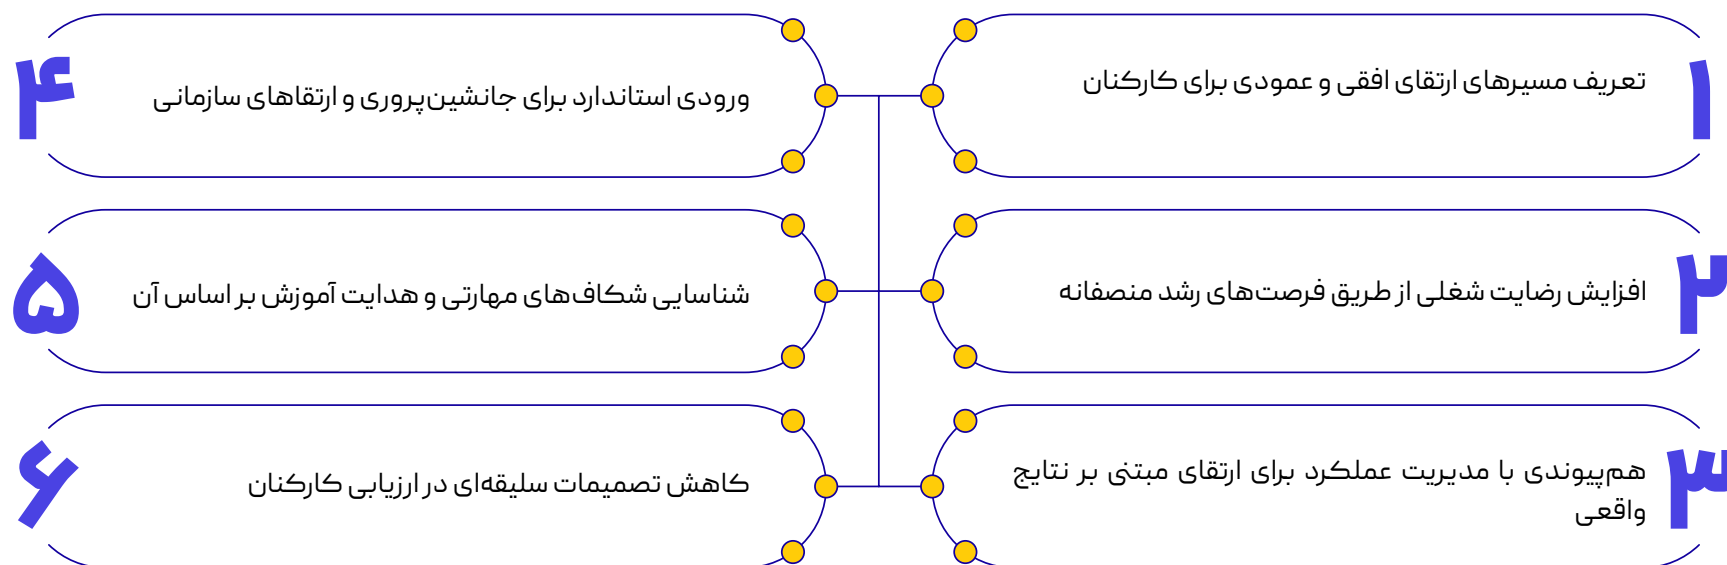 ۱
تعریف مسیرهای ارتقای افقی و عمودی برای کارکنان
۲
افزایش رضایت شغلی از طریق فرصت‌های رشد منصفانه
۳
هم‌پیوندی با مدیریت عملکرد برای ارتقای مبتنی بر نتایج
واقعی
۴
ورودی استاندارد برای جانشین‌پروری و ارتقاهای سازمانی
۵
شناسایی شکاف‌های مهارتی و هدایت آموزش بر اساس آن
۶
کاهش تصمیمات سلیقه‌ای در ارزیابی کارکنان